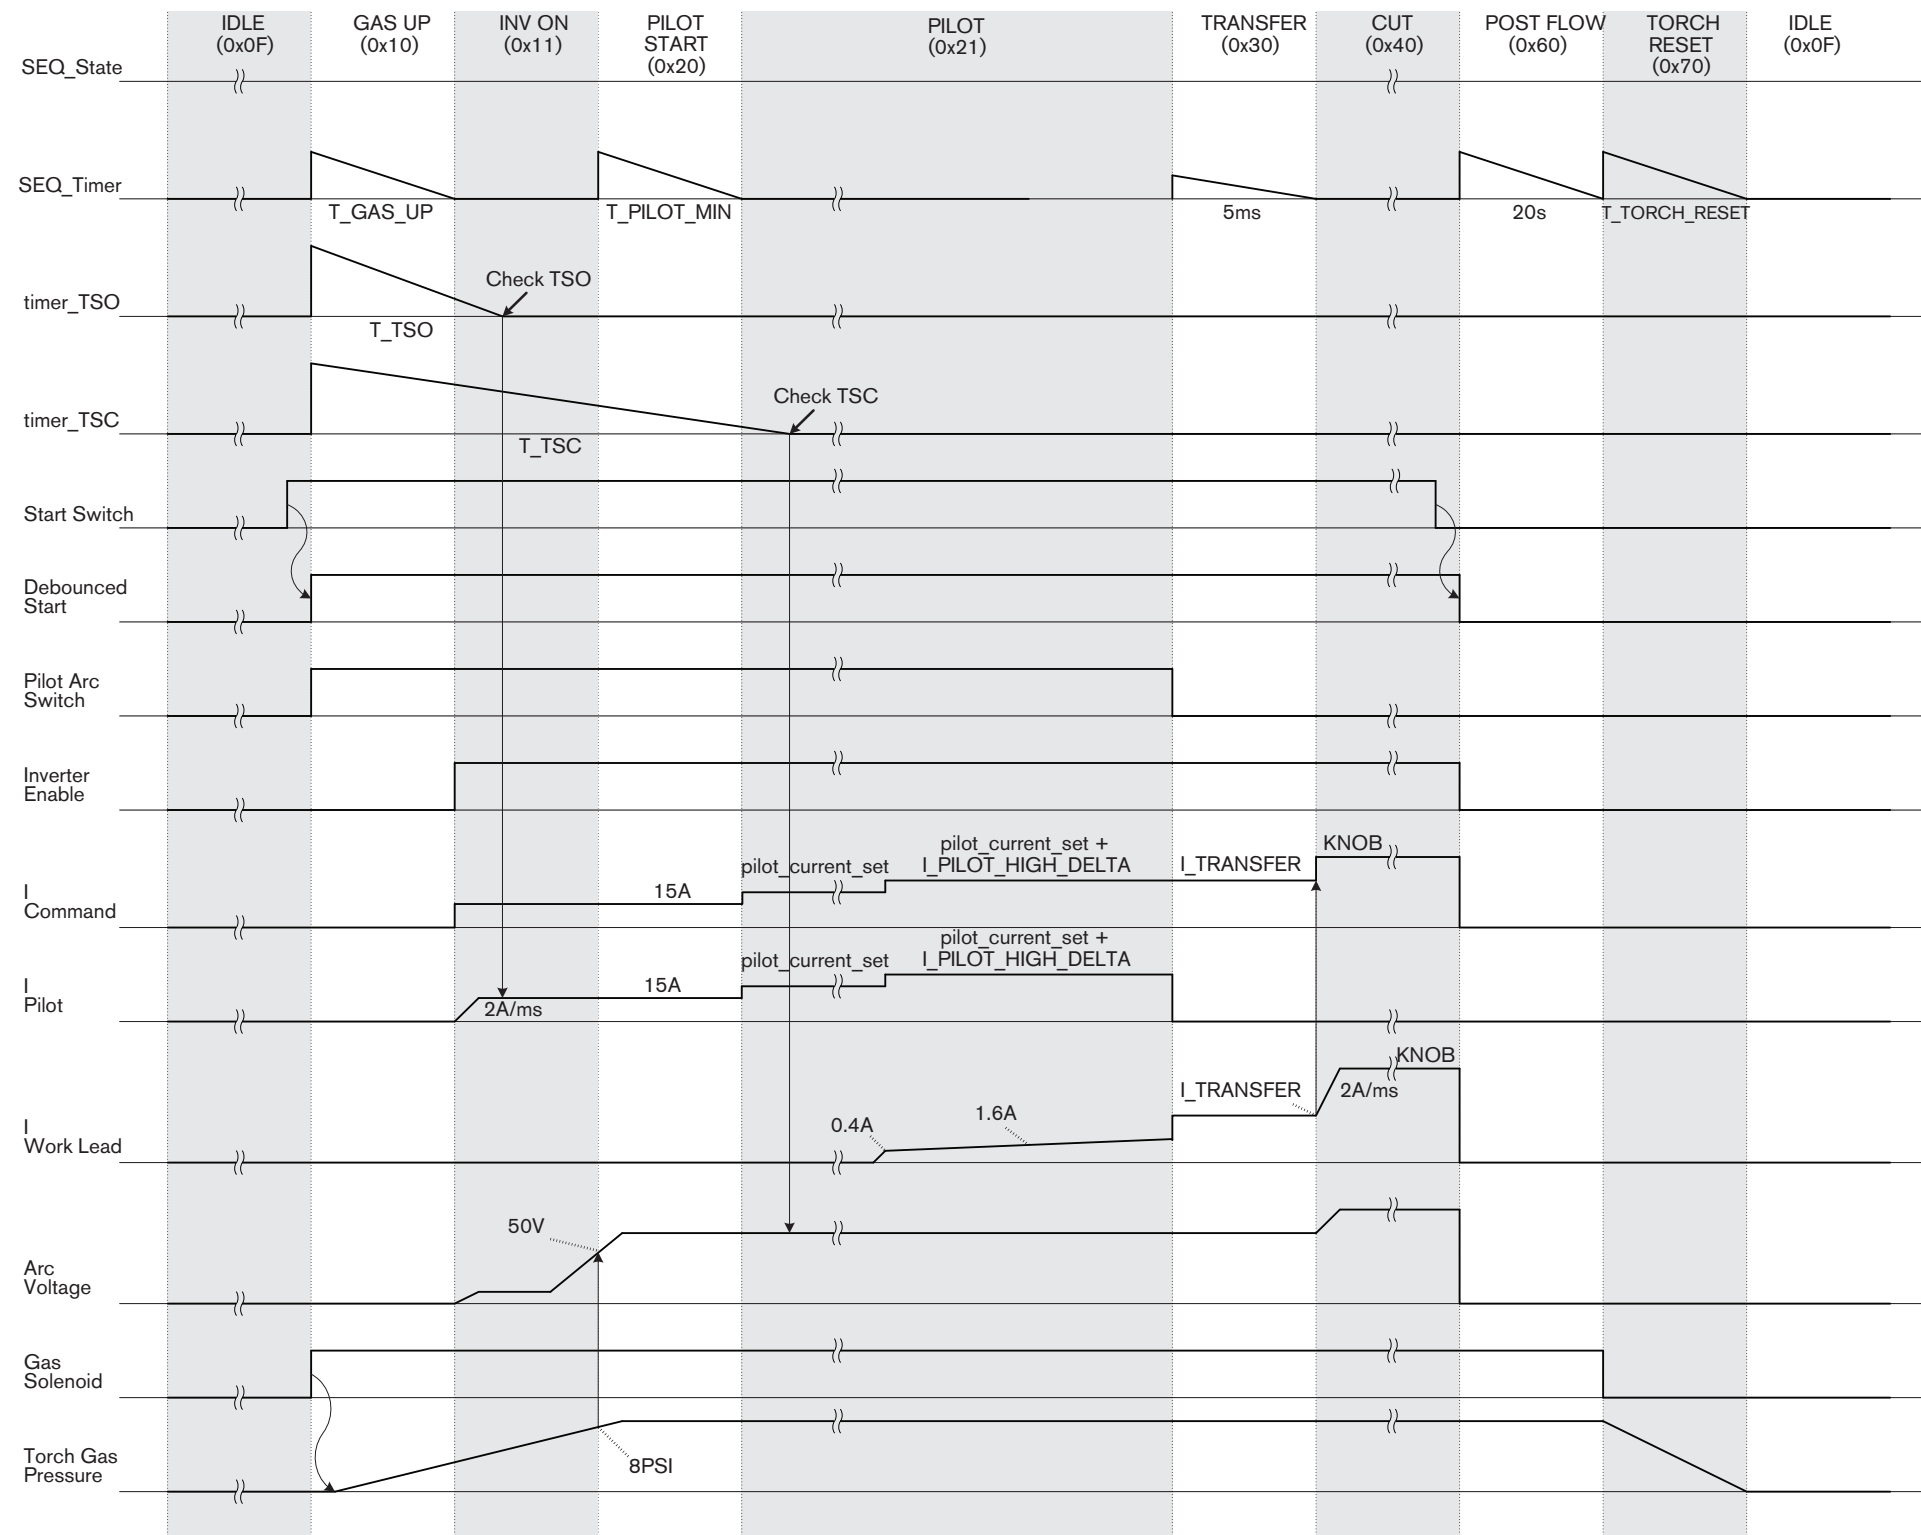 IDLE
(0x0F)
GAS UP
(0x10)
INV ON
(0x11)
PILOT
START
(0x20)
PILOT
(0x21)
TRANSFER
(0x30)
CUT
(0x40)
POST FLOW
(0x60)
TORCH
RESET
(0x70)
IDLE
(0x0F)
SEQ_State
SEQ_Timer
T_GAS_UP
T_PILOT_MIN
5ms
20s
T_TORCH_RESET
timer_TSO
Check TSO
T_TSO
timer_TSC
Check TSC
T_TSC
Start Switch
Debounced
Start
Pilot Arc
Switch
Inverter
Enable
I
Command
15A
pilot_current_set
pilot_current_set +
I_PILOT_HIGH_DELTA
I_TRANSFER
KNOB
I
Pilot
2A/ms
15A
pilot_current_set
pilot_current_set +
I_PILOT_HIGH_DELTA
I
Work Lead
0.4A
1.6A
I_TRANSFER
KNOB
2A/ms
Arc
Voltage
50V
Gas
Solenoid
Torch Gas
Pressure
8PSI